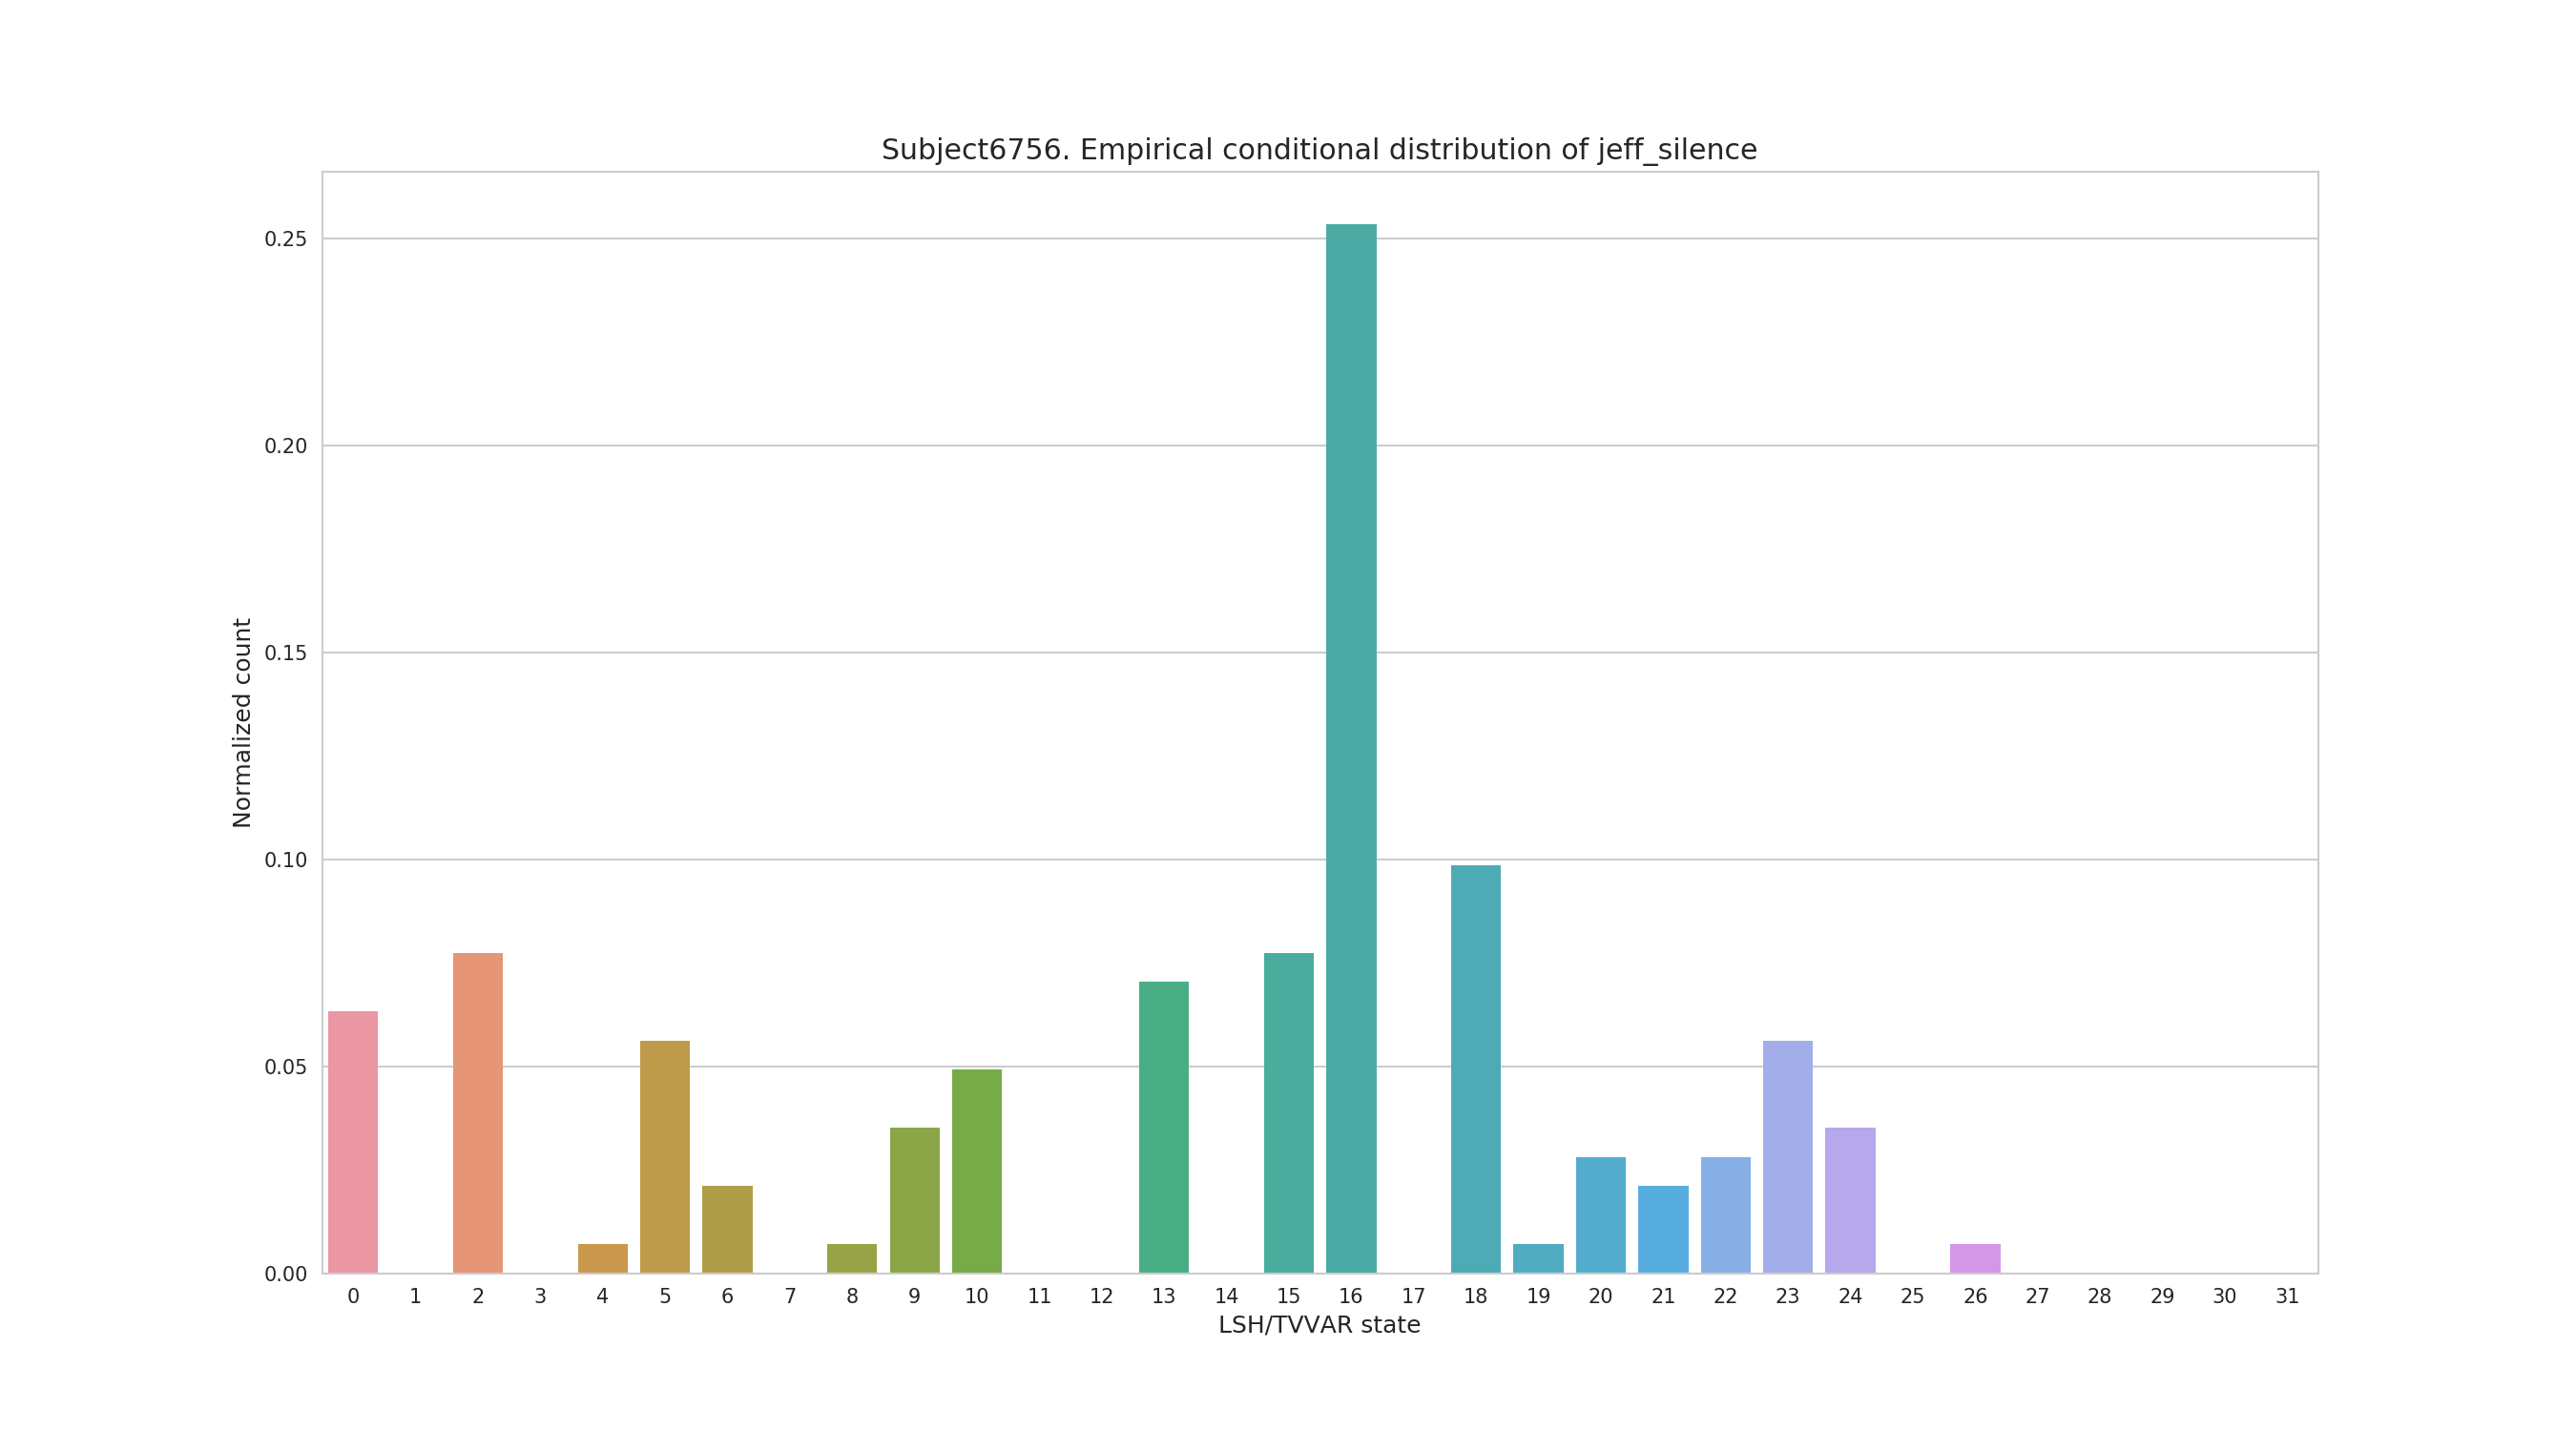 Subject6756. Empirical conditional distribution of jeff_silence
Normalized count
0.25
0.20
0.15
0.10
0.05
0.00
0 1 2 3 4 5 6 7 8 9 10 11 12 13 14 15 16 17 18 19 20 21 22 23 24 25 26 27 28 29 30 31
LSH/TVVAR state